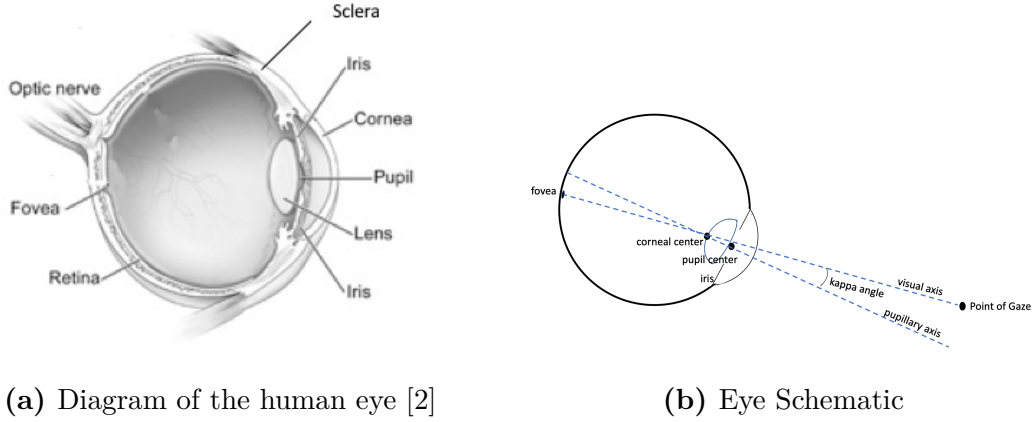 Sclera
Iris
Optic nerve
Cornea
Pupil
Fovea
Lens
Retina
Iris
(a) Diagram of the human eye [2]
fovea
corneal center
pupil center
iris
kappa angle
visual axis
Point of Gaze
pupillary axis
(b) Eye Schematic